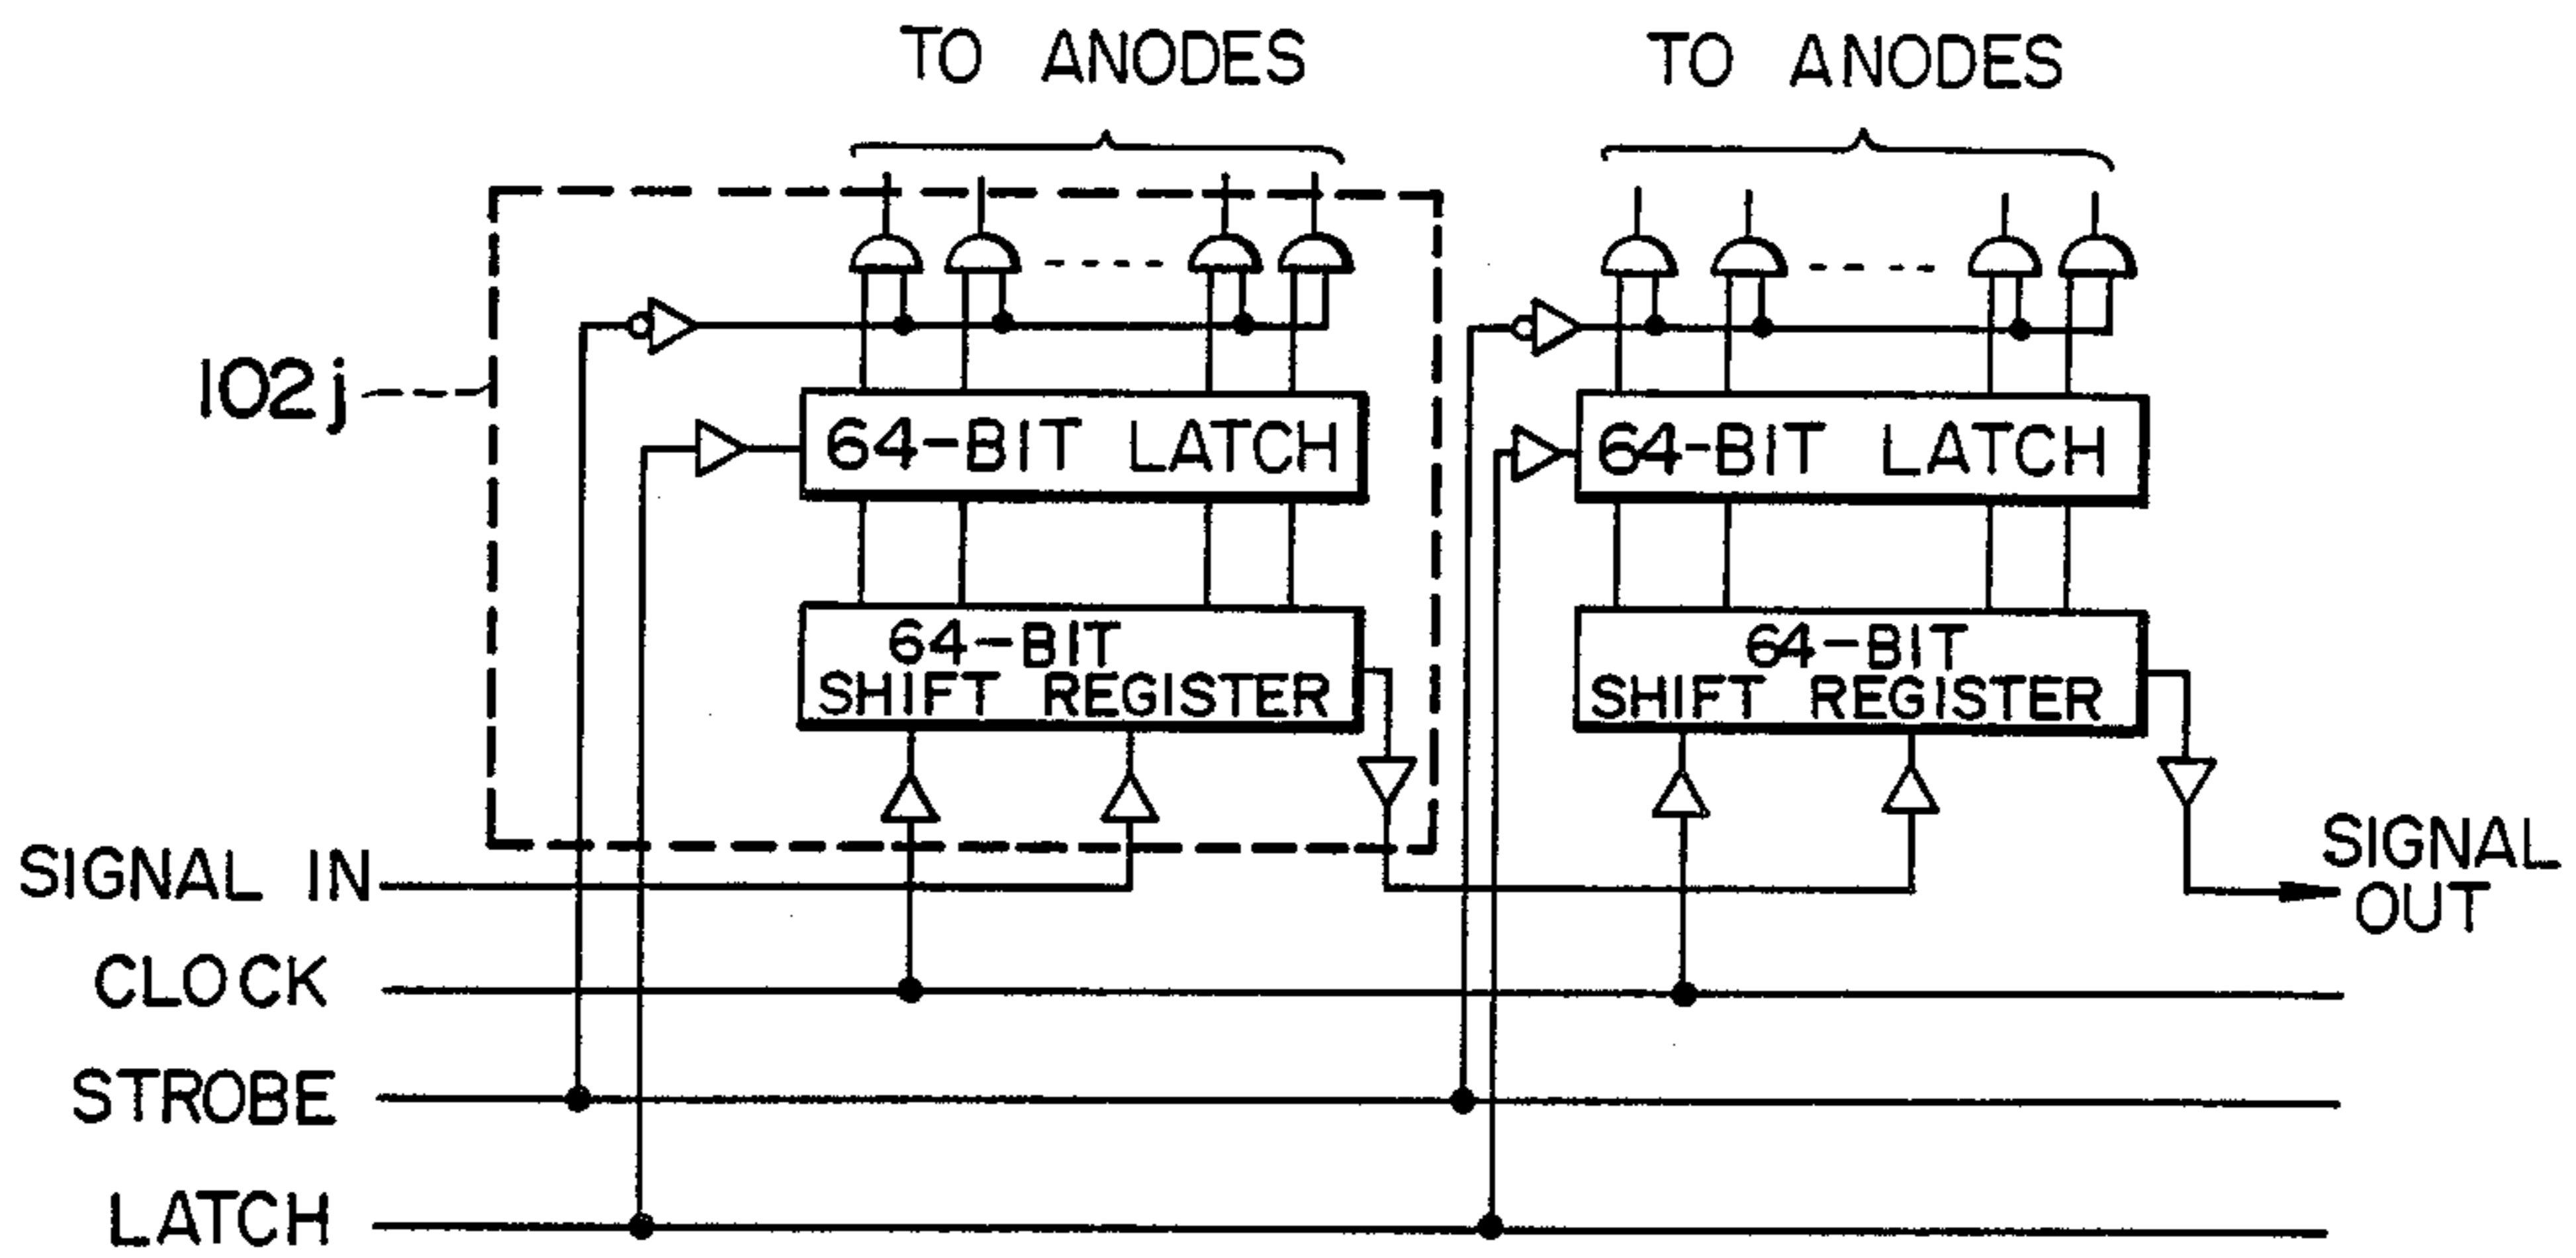 TO ANODES
TO ANODES
102j
64-BIT LATCH
64-BIT LATCH
64-BIT
SHIFT REGISTER
64-BIT
SHIFT REGISTER
SIGNAL IN
SIGNAL
OUT
CLOCK
STROBE
LATCH